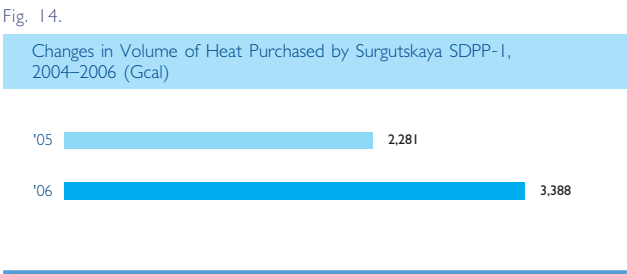 Fig. 14.
Changes in Volume of Heat Purchased by Surgutskaya SDPP-1,
2004–2006 (Gcal)
'05 2,281
'06 3,388